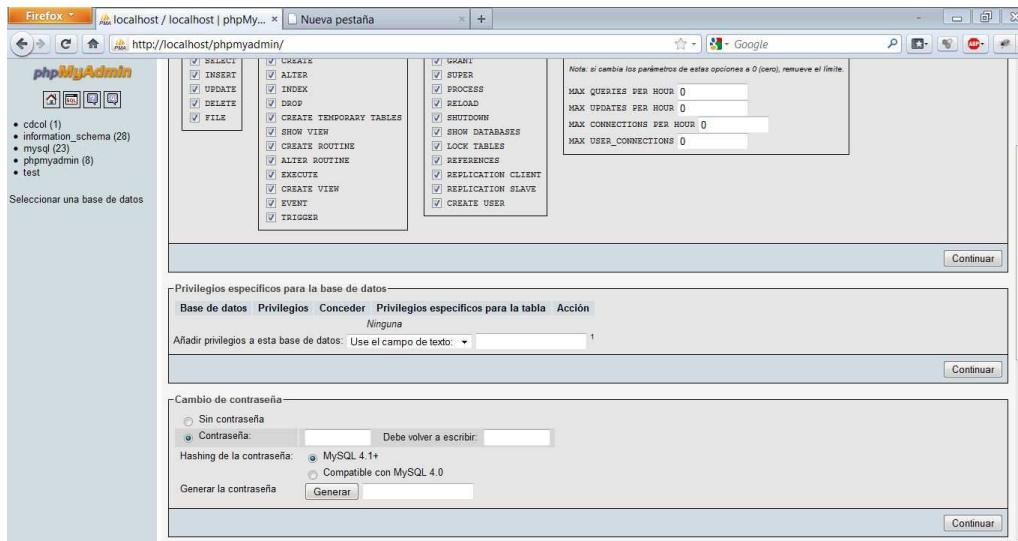 Firefox
localhost / localhost | phpMy...
Nueva pestaña
http://localhost/phpmyadmin/
Google
phpMyAdmin
cdcol (1)
information_schema (28)
mysql (23)
phpmyadmin (8)
test
Seleccionar una base de datos
SELECT
INSERT
UPDATE
DELETE
FILE
CREATE
ALTER
INDEX
DROP
CREATE TEMPORARY TABLES
SHOW VIEW
CREATE ROUTINE
ALTER ROUTINE
EXECUTE
CREATE VIEW
EVENT
TRIGGER
GRANT
SUPER
PROCESS
RELOAD
SHUTDOWN
SHOW DATABASES
LOCK TABLES
REFERENCES
REPLICATION CLIENT
REPLICATION SLAVE
CREATE USER
Nota: si cambia los parámetros de estas opciones a 0 (cero), remueve el límite.
MAX QUERIES PER HOUR 0
MAX UPDATES PER HOUR 0
MAX CONNECTIONS PER HOUR 0
MAX USER_CONNECTIONS 0
Continuar
Privilegios específicos para la base de datos
Base de datos Privilegios Conceder Privilegios específicos para la tabla Acción
Ninguna
Añadir privilegios a esta base de datos: Use el campo de texto: 1
Continuar
Cambio de contraseña
Sin contraseña
Contraseña: Debe volver a escribir:
Hashing de la contraseña: MySQL 4.1+
Compatible con MySQL 4.0
Generar la contraseña Generar
Continuar